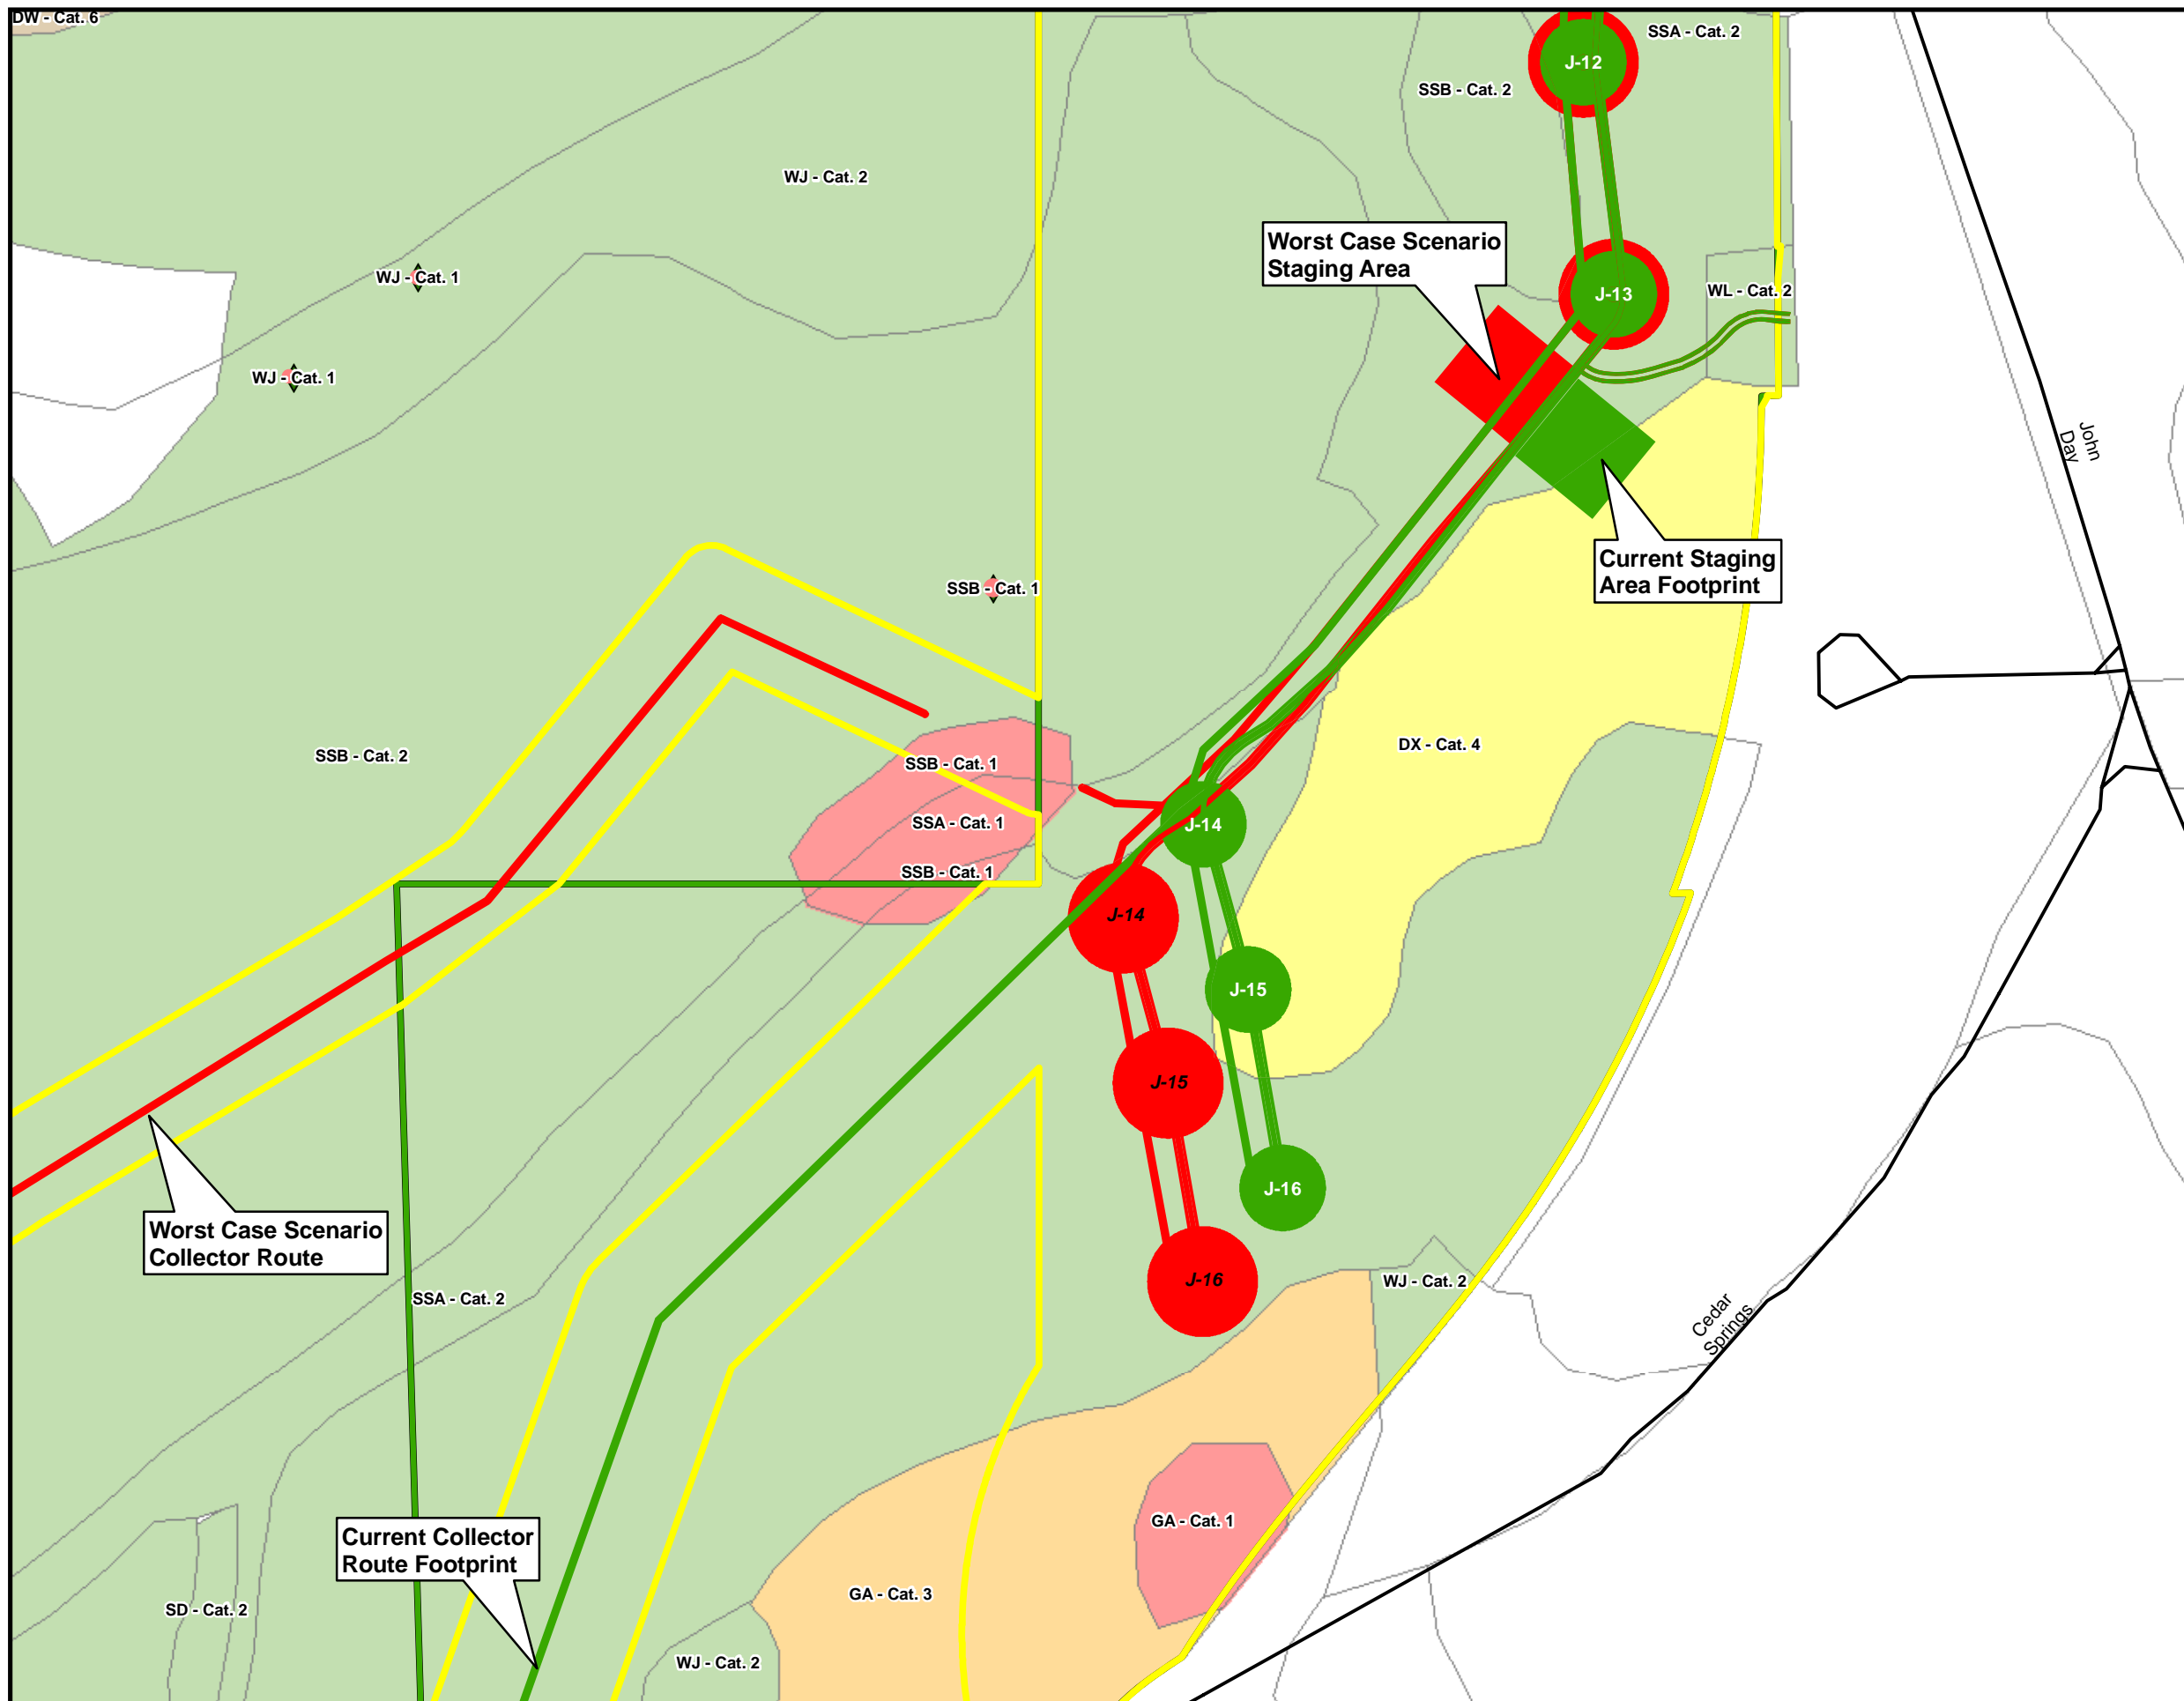 DW - Cat. 6
SSA - Cat. 2
J-12
SSB - Cat. 2
WJ - Cat. 2
Worst Case Scenario
Staging Area
WJ - Cat. 1
WL - Cat. 2
J-13
WJ - Cat. 1
John
Day
Current Staging
Area Footprint
SSB - Cat. 1
SSB - Cat. 2
DX - Cat. 4
SSB - Cat. 1
SSA - Cat. 1
J-14
SSB - Cat. 1
J-14
J-15
J-15
J-16
Worst Case Scenario
Collector Route
J-16
WJ - Cat. 2
SSA - Cat. 2
Cedar
Springs
GA - Cat. 1
Current Collector
Route Footprint
GA - Cat. 3
SD - Cat. 2
WJ - Cat. 2